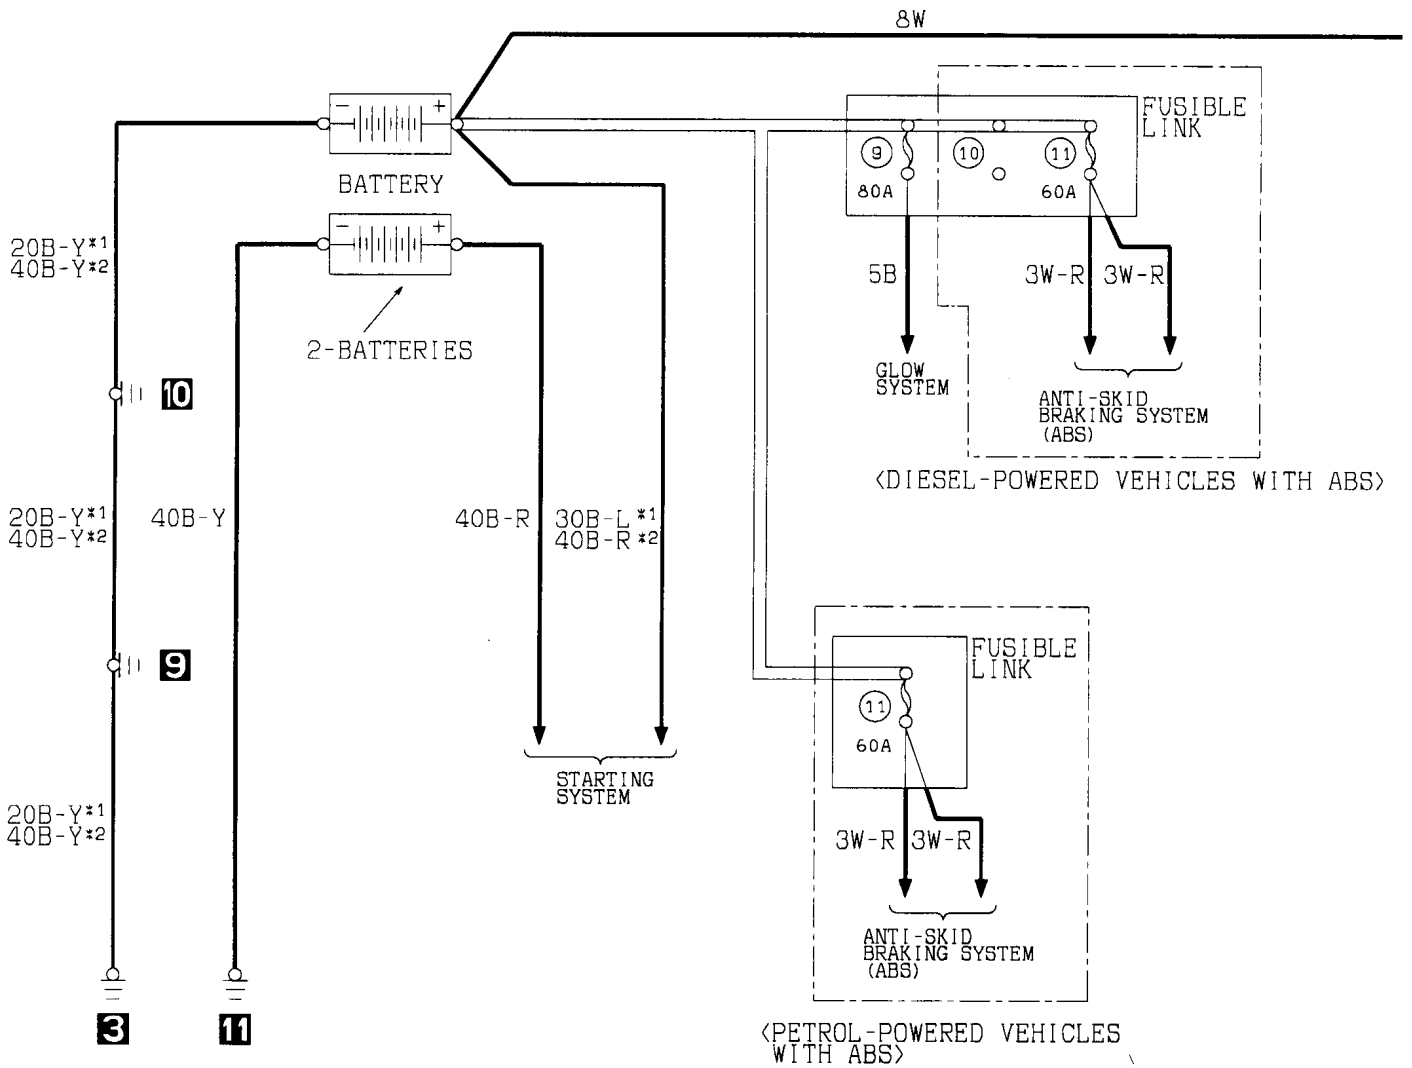 8W
FUSIBLE
LINK
- +
9
10
11
BATTERY
80A
60A
- +
20B-Y*1
40B-Y*2
5B
3W-R
3W-R
2-BATTERIES
GLOW
SYSTEM
10
ANTI-SKID
BRAKING SYSTEM
(ABS)
<DIESEL-POWERED VEHICLES WITH ABS>
20B-Y*1
40B-Y*2
40B-Y
40B-R
30B-L*1
40B-R*2
9
FUSIBLE
LINK
11
60A
STARTING
SYSTEM
20B-Y*1
40B-Y*2
3W-R
3W-R
ANTI-SKID
BRAKING SYSTEM
(ABS)
3
11
<PETROL-POWERED VEHICLES
WITH ABS>